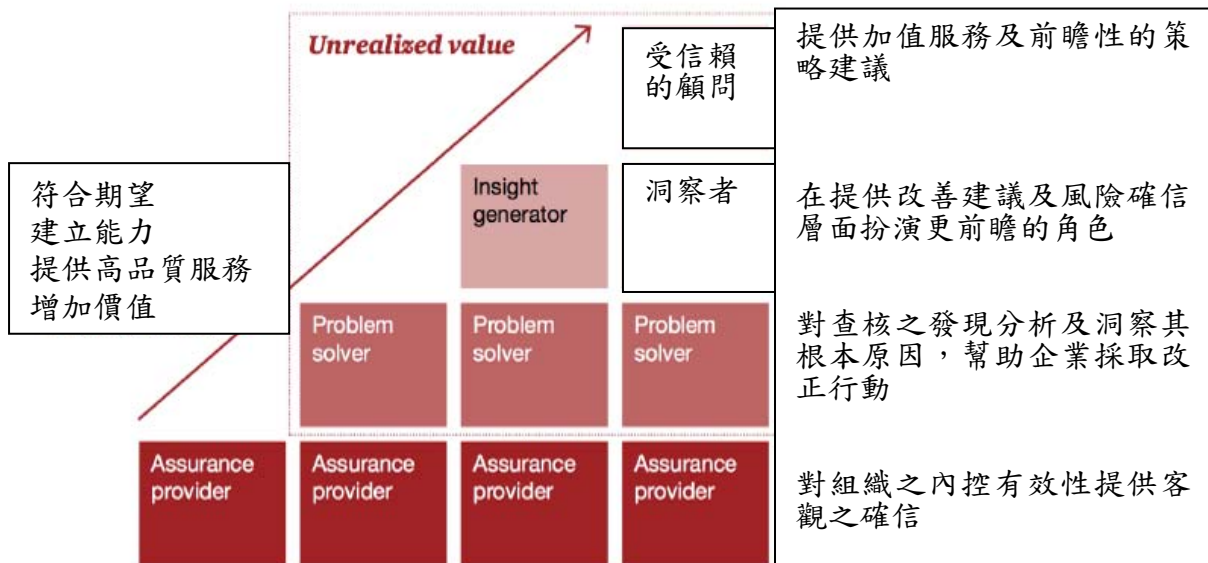 Unrealized value
受信賴
的顧問
提供加值服務及前瞻性的策
略建議
符合期望
建立能力
提供高品質服務
增加價值
Insight
generator
洞察者
在提供改善建議及風險確信
層面扮演更前瞻的角色
Problem
solver
Problem
solver
Problem
solver
對查核之發現分析及洞察其
根本原因，幫助企業採取改
正行動
Assurance
provider
Assurance
provider
Assurance
provider
Assurance
provider
對組織之內控有效性提供客
觀之確信